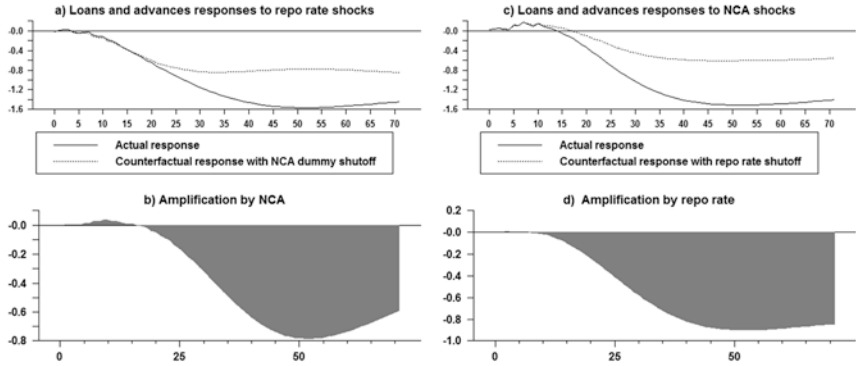 a) Loans and advances responses to repo rate shocks
-0.0
-0.4
-0.8
-1.2
-1.6
0 5 10 15 20 25 30 35 40 45 50 55 60 65 70
Actual response
Counterfactual response with NCA dummy shutoff
c) Loans and advances responses to NCA shocks
-0.0
-0.4
-0.8
-1.2
-1.6
0 5 10 15 20 25 30 35 40 45 50 55 60 65 70
Actual response
Counterfactual response with repo rate shutoff
b) Amplification by NCA
-0.0
-0.2
-0.4
-0.6
-0.8
0 25 50
d) Amplification by repo rate
0.2
-0.0
-0.2
-0.4
-0.6
-0.8
-1.0
0 25 50